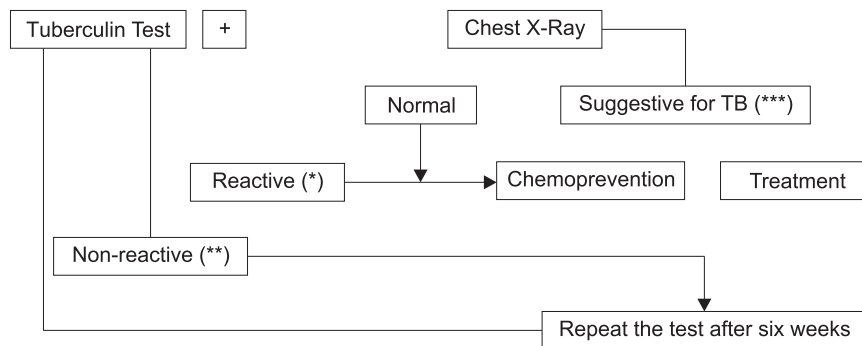 Tuberculin Test
+
Chest X-Ray
Normal
Suggestive for TB (***)
Reactive (*)
Chemoprevention
Treatment
Non-reactive (**)
Repeat the test after six weeks